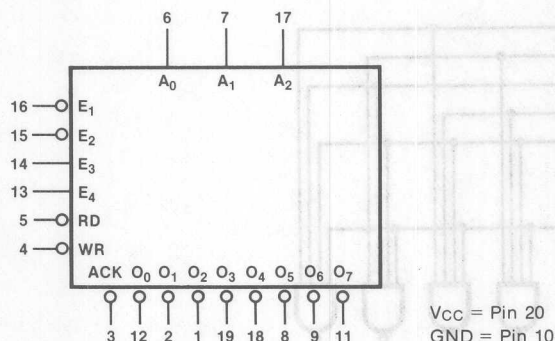 6 7 17
A0 A1 A2
16 E1
15 E2
14 E3
13 E4
5 RD
4 WR
ACK O0 O1 O2 O3 O4 O5 O6 O7
3 12 2 1 19 18 8 9 11
VCC = Pin 20
GND = Pin 10